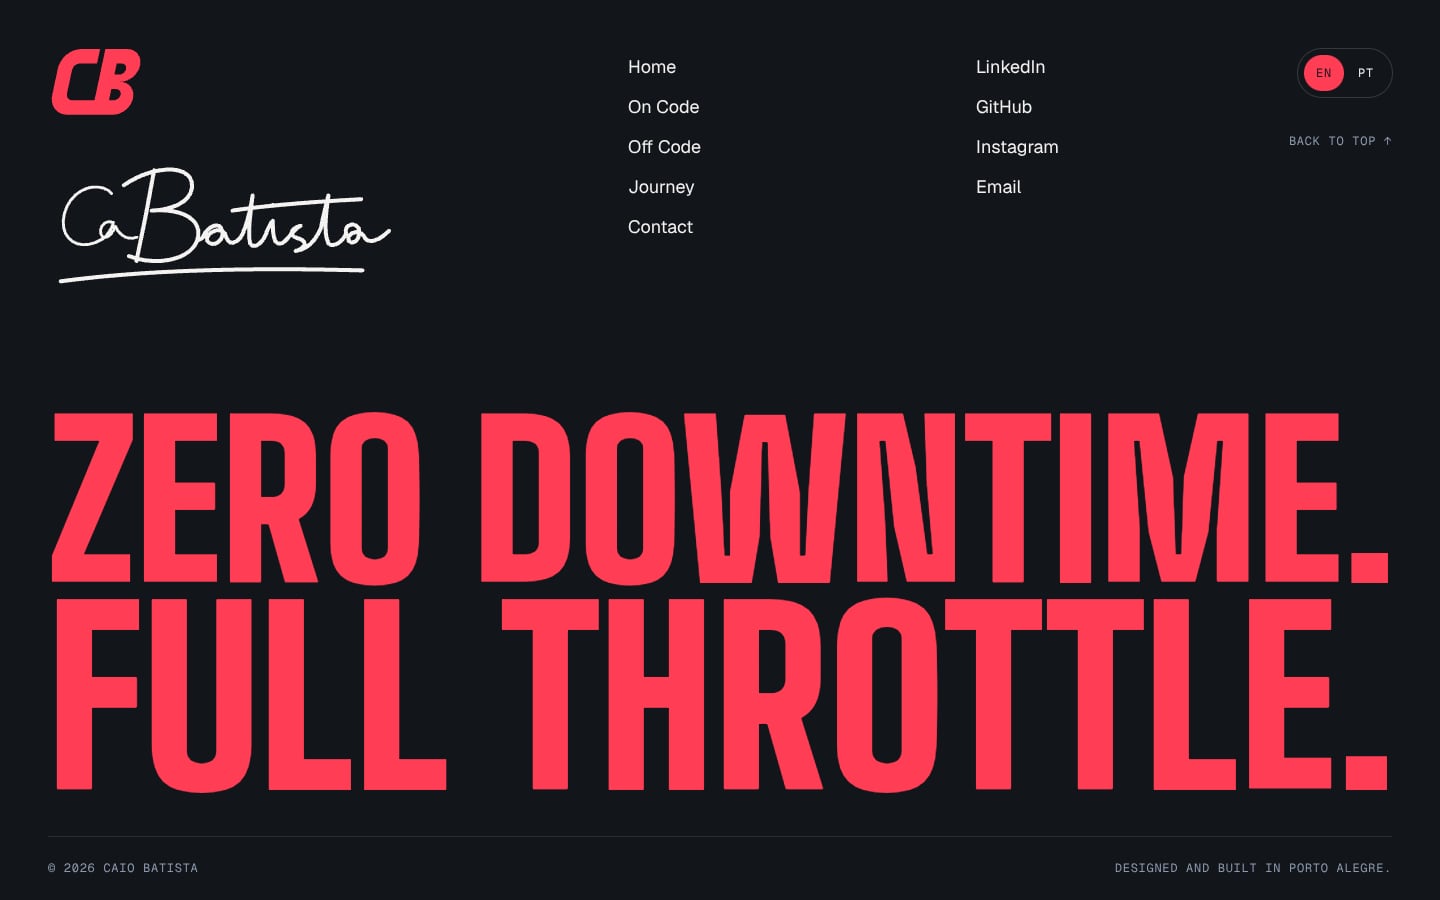 CB
CaBatista
Home
On Code
Off Code
Journey
Contact
LinkedIn
GitHub
Instagram
Email
EN PT
BACK TO TOP ↑
ZERO DOWNTIME.
FULL THROTTLE.
© 2026 CAIO BATISTA
DESIGNED AND BUILT IN PORTO ALEGRE.